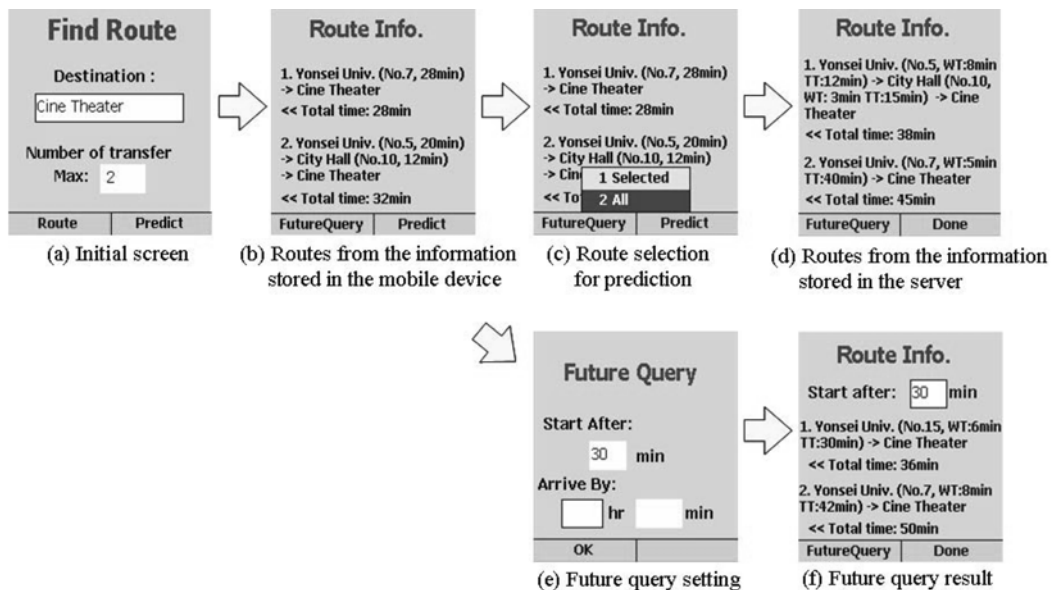 Find Route
Destination :
Cine Theater
Number of transfer
Max: 2
Route Predict
(a) Initial screen
Route Info.
1. Yonsei Univ. (No.7, 28min)
-> Cine Theater
<< Total time: 28min
2. Yonsei Univ. (No.5, 20min)
-> City Hall (No.10, 12min)
-> Cine Theater
<< Total time: 32min
FutureQuery Predict
(b) Routes from the information
stored in the mobile device
Route Info.
1. Yonsei Univ. (No.7, 28min)
-> Cine Theater
<< Total time: 28min
2. Yonsei Univ. (No.5, 20min)
-> City Hall (No.10, 12min)
-> Cin
1 Selected
<< To
2 All
FutureQuery Predict
(c) Route selection
for prediction
Route Info.
1. Yonsei Univ. (No.5, WT:8min
TT:12min) -> City Hall (No.10,
WT: 3min TT:15min) -> Cine
Theater
<< Total time: 38min
2. Yonsei Univ. (No.7, WT:5min
TT:40min) -> Cine Theater
<< Total time: 45min
FutureQuery Done
(d) Routes from the information
stored in the server
Future Query
Start After:
30 min
Arrive By:
hr min
OK
(e) Future query setting
Route Info.
Start after: 30 min
1. Yonsei Univ. (No.15, WT:6min
TT:30min) -> Cine Theater
<< Total time: 36min
2. Yonsei Univ. (No.7, WT:8min
TT:42min) -> Cine Theater
<< Total time: 50min
FutureQuery Done
(f) Future query result